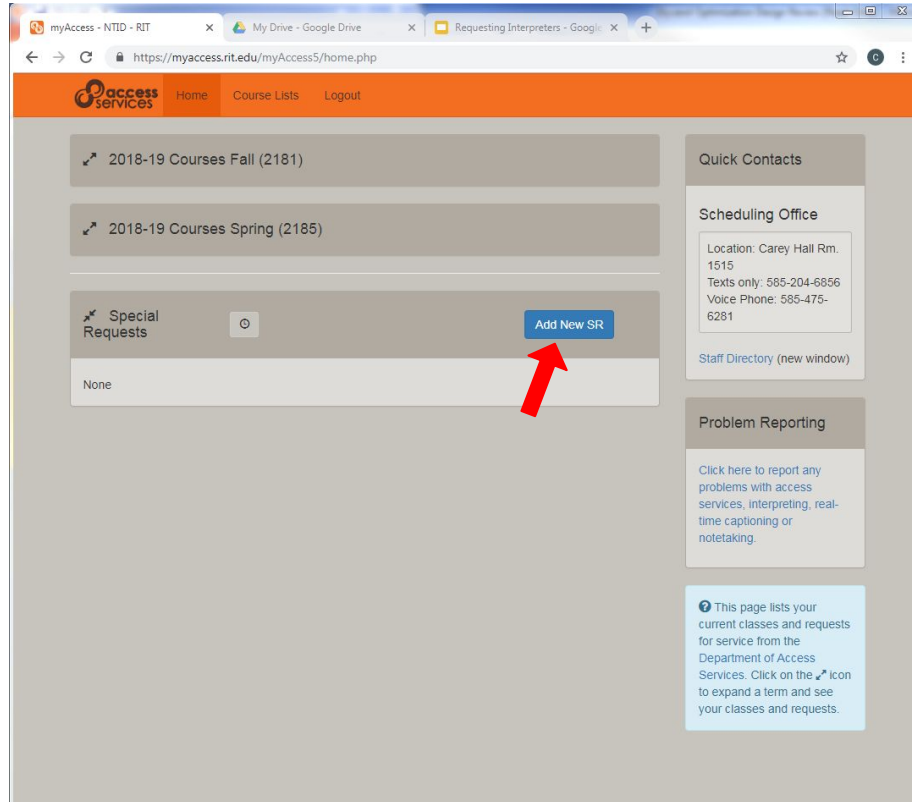 myAccess - NTID - RIT
My Drive - Google Drive
Requesting Interpreters - Google
https://myaccess.rit.edu/myAccess5/home.php
C
access
services
Home
Course Lists
Logout
2018-19 Courses Fall (2181)
2018-19 Courses Spring (2185)
Special
Requests
Add New SR
None
Quick Contacts
Scheduling Office
Location: Carey Hall Rm.
1515
Texts only: 585-204-6856
Voice Phone: 585-475-
6281
Staff Directory (new window)
Problem Reporting
Click here to report any
problems with access
services, interpreting, real-
time captioning or
notetaking.
This page lists your
current classes and requests
for service from the
Department of Access
Services. Click on the icon
to expand a term and see
your classes and requests.